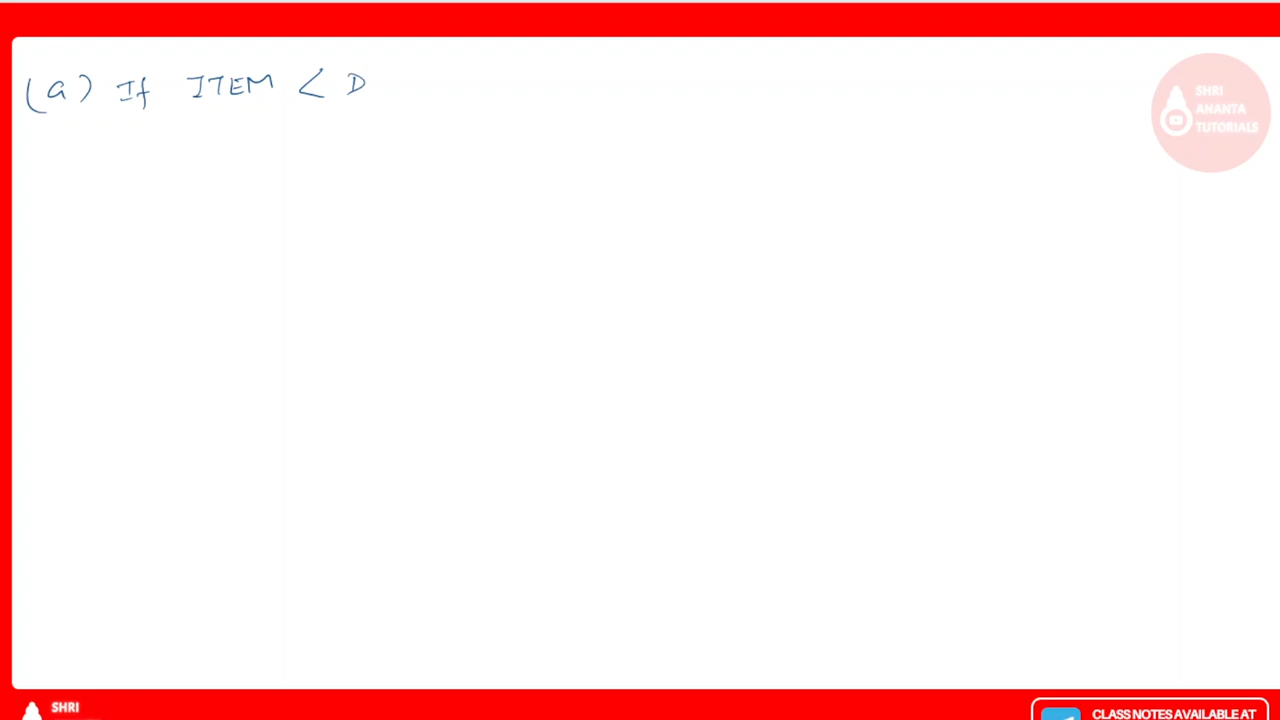 (a) If ITEM < D
SHRI
ANANTA
TUTORIALS
SHRI
CLASS NOTES AVAILABLE AT